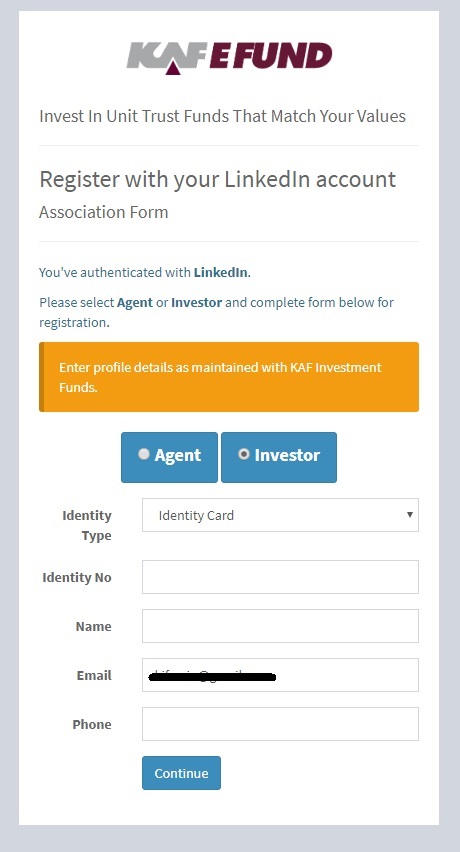 KAF E FUND
Invest In Unit Trust Funds That Match Your Values
Register with your LinkedIn account
Association Form
You've authenticated with LinkedIn.
Please select Agent or Investor and complete form below for
registration.
Enter profile details as maintained with KAF Investment
Funds.
Agent Investor
Identity
Type
Identity Card
Identity No
Name
Email
Phone
Continue